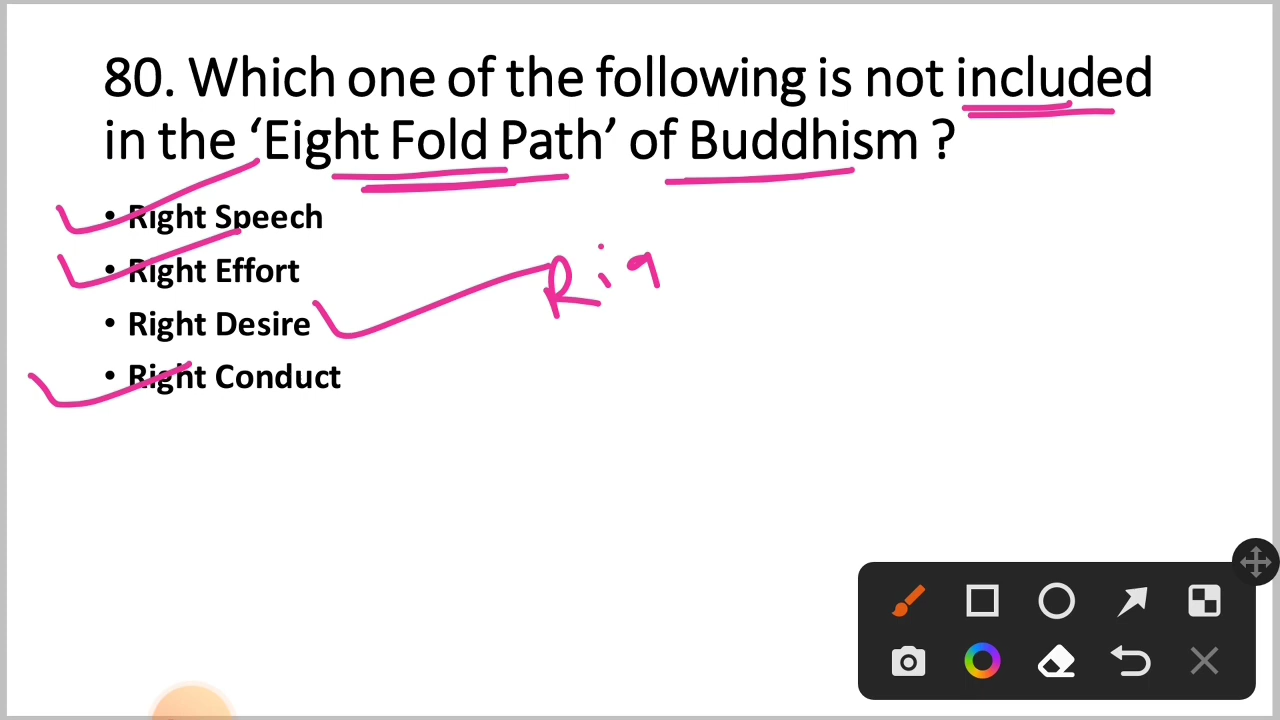 80. Which one of the following is not included
in the ‘Eight Fold Path’ of Buddhism ?
• Right Speech
• Right Effort
• Right Desire
• Right Conduct
Rig